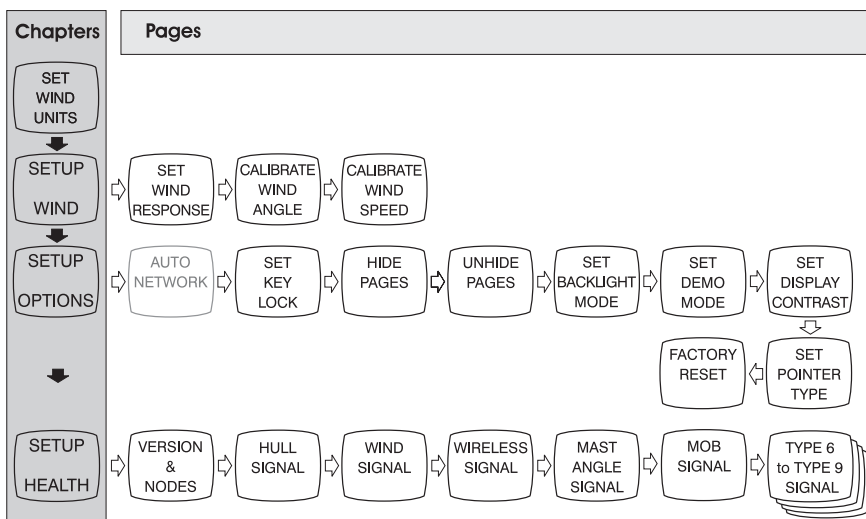 Chapters
Pages
SET
WIND
UNITS
SETUP
WIND
SET
WIND
RESPONSE
CALIBRATE
WIND
ANGLE
CALIBRATE
WIND
SPEED
SETUP
OPTIONS
AUTO
NETWORK
SET
KEY
LOCK
HIDE
PAGES
UNHIDE
PAGES
SET
BACKLIGHT
MODE
SET
DEMO
MODE
SET
DISPLAY
CONTRAST
FACTORY
RESET
SET
POINTER
TYPE
SETUP
HEALTH
VERSION
&
NODES
HULL
SIGNAL
WIND
SIGNAL
WIRELESS
SIGNAL
MAST
ANGLE
SIGNAL
MOB
SIGNAL
TYPE 6
to TYPE 9
SIGNAL